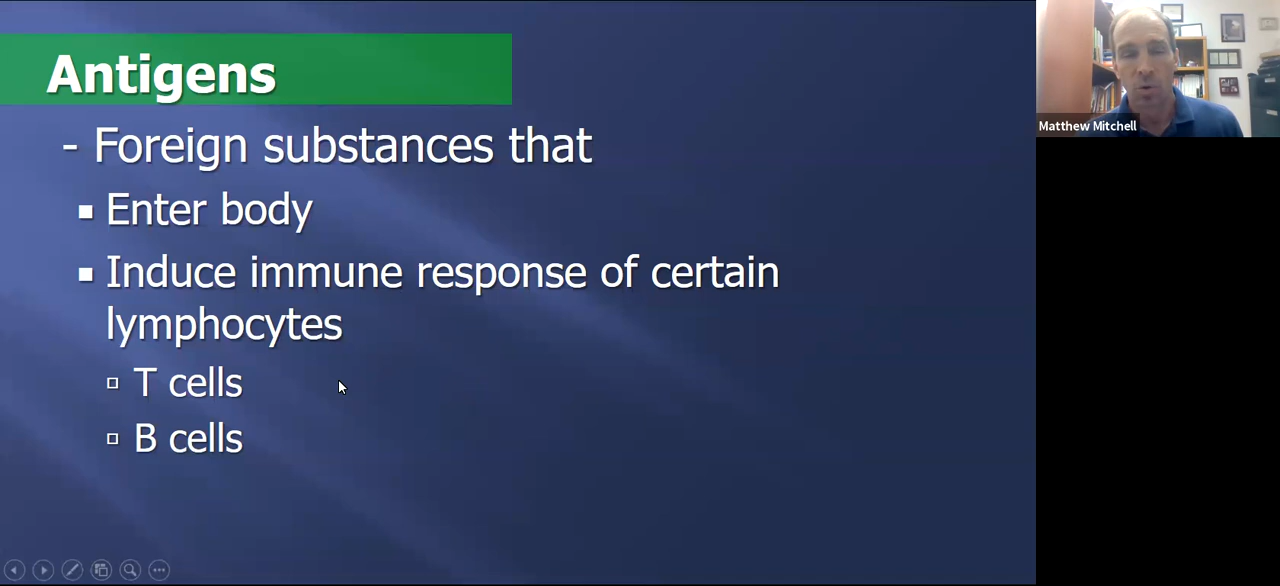 Antigens
- Foreign substances that
▪ Enter body
▪ Induce immune response of certain
lymphocytes
▫ T cells
▫ B cells
Matthew Mitchell